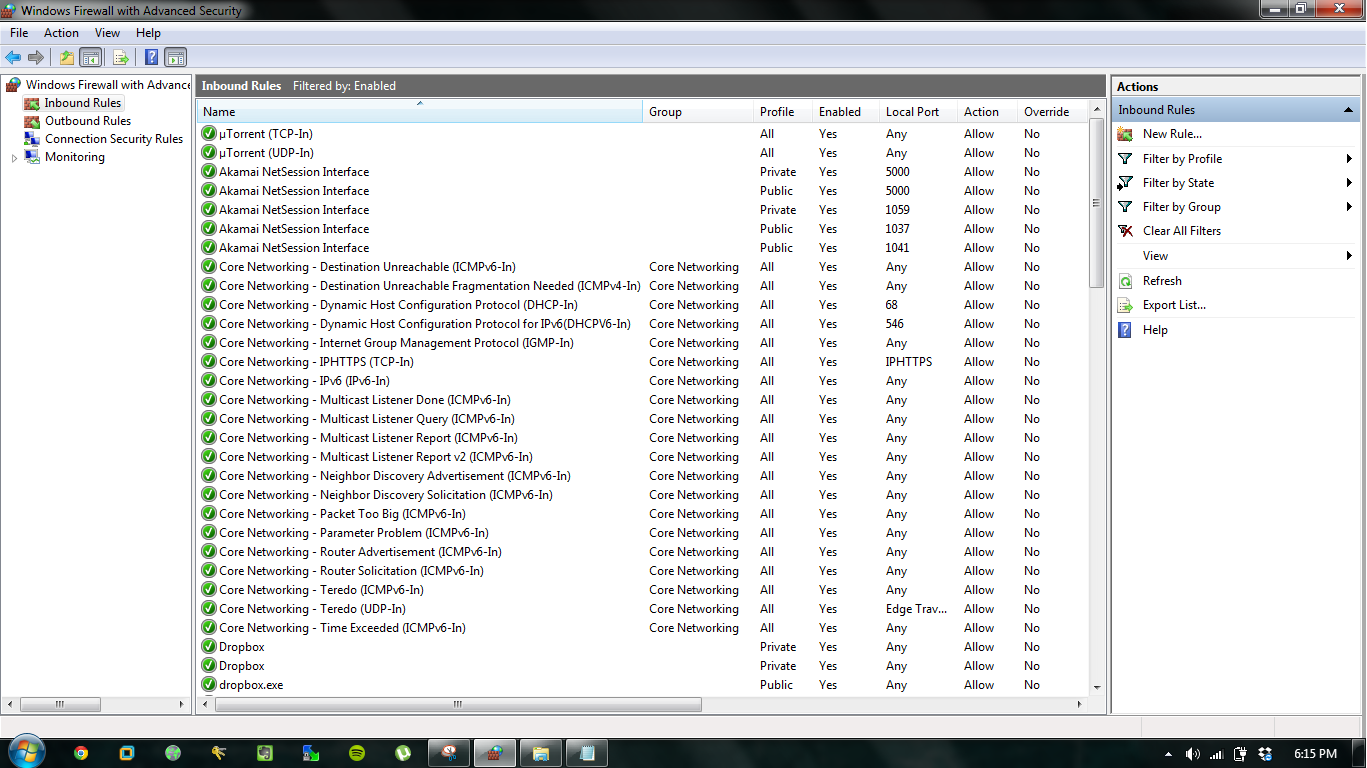 Windows Firewall with Advanced Security
File Action View Help
Windows Firewall with Advance
Inbound Rules
Outbound Rules
Connection Security Rules
Monitoring
Inbound Rules Filtered by: Enabled
Name Group Profile Enabled Local Port Action Override
µTorrent (TCP-In) All Yes Any Allow No
µTorrent (UDP-In) All Yes Any Allow No
Akamai NetSession Interface Private Yes 5000 Allow No
Akamai NetSession Interface Public Yes 5000 Allow No
Akamai NetSession Interface Private Yes 1059 Allow No
Akamai NetSession Interface Public Yes 1037 Allow No
Akamai NetSession Interface Public Yes 1041 Allow No
Core Networking - Destination Unreachable (ICMPv6-In) Core Networking All Yes Any Allow No
Core Networking - Destination Unreachable Fragmentation Needed (ICMPv4-In) Core Networking All Yes Any Allow No
Core Networking - Dynamic Host Configuration Protocol (DHCP-In) Core Networking All Yes 68 Allow No
Core Networking - Dynamic Host Configuration Protocol for IPv6(DHCPV6-In) Core Networking All Yes 546 Allow No
Core Networking - Internet Group Management Protocol (IGMP-In) Core Networking All Yes Any Allow No
Core Networking - IPHTTPS (TCP-In) Core Networking All Yes IPHTTPS Allow No
Core Networking - IPv6 (IPv6-In) Core Networking All Yes Any Allow No
Core Networking - Multicast Listener Done (ICMPv6-In) Core Networking All Yes Any Allow No
Core Networking - Multicast Listener Query (ICMPv6-In) Core Networking All Yes Any Allow No
Core Networking - Multicast Listener Report (ICMPv6-In) Core Networking All Yes Any Allow No
Core Networking - Multicast Listener Report v2 (ICMPv6-In) Core Networking All Yes Any Allow No
Core Networking - Neighbor Discovery Advertisement (ICMPv6-In) Core Networking All Yes Any Allow No
Core Networking - Neighbor Discovery Solicitation (ICMPv6-In) Core Networking All Yes Any Allow No
Core Networking - Packet Too Big (ICMPv6-In) Core Networking All Yes Any Allow No
Core Networking - Parameter Problem (ICMPv6-In) Core Networking All Yes Any Allow No
Core Networking - Router Advertisement (ICMPv6-In) Core Networking All Yes Any Allow No
Core Networking - Router Solicitation (ICMPv6-In) Core Networking All Yes Any Allow No
Core Networking - Teredo (ICMPv6-In) Core Networking All Yes Any Allow No
Core Networking - Teredo (UDP-In) Core Networking All Yes Edge Trav... Allow No
Core Networking - Time Exceeded (ICMPv6-In) Core Networking All Yes Any Allow No
Dropbox Private Yes Any Allow No
Dropbox Private Yes Any Allow No
dropbox.exe Public Yes Any Allow No
Actions
Inbound Rules
New Rule...
Filter by Profile
Filter by State
Filter by Group
Clear All Filters
View
Refresh
Export List...
Help
6:15 PM